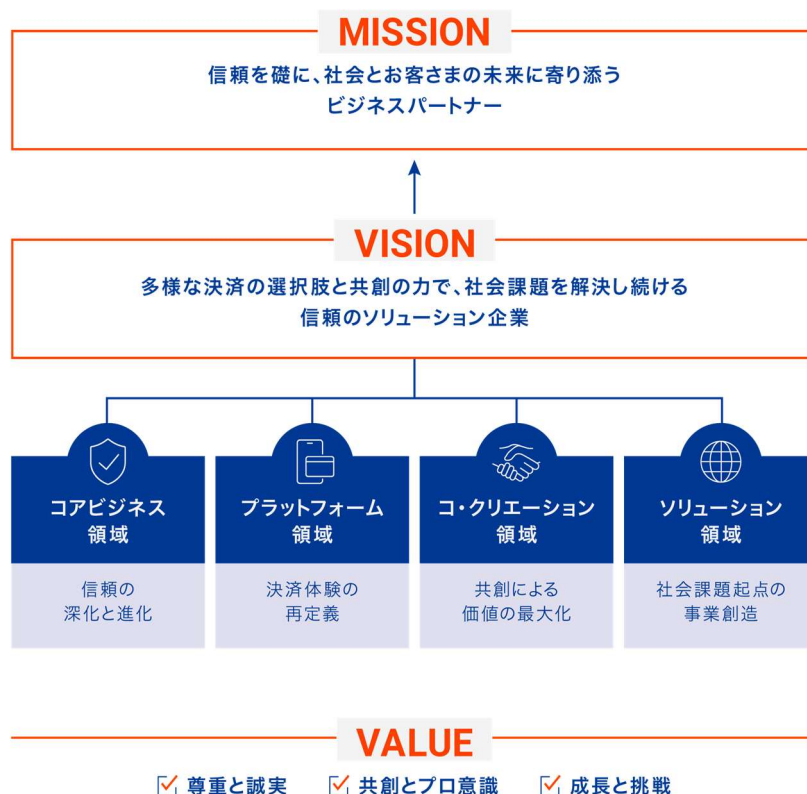 MISSION
信頼を礎に、社会とお客さまの未来に寄り添う
ビジネスパートナー
VISION
多様な決済の選択肢と共創の力で、社会課題を解決し続ける
信頼のソリューション企業
コアビジネス
領域
信頼の
深化と進化
プラットフォーム
領域
決済体験の
再定義
コ・クリエーション
領域
共創による
価値の最大化
ソリューション
領域
社会課題起点の
事業創造
VALUE
尊重と誠実
共創とプロ意識
成長と挑戦